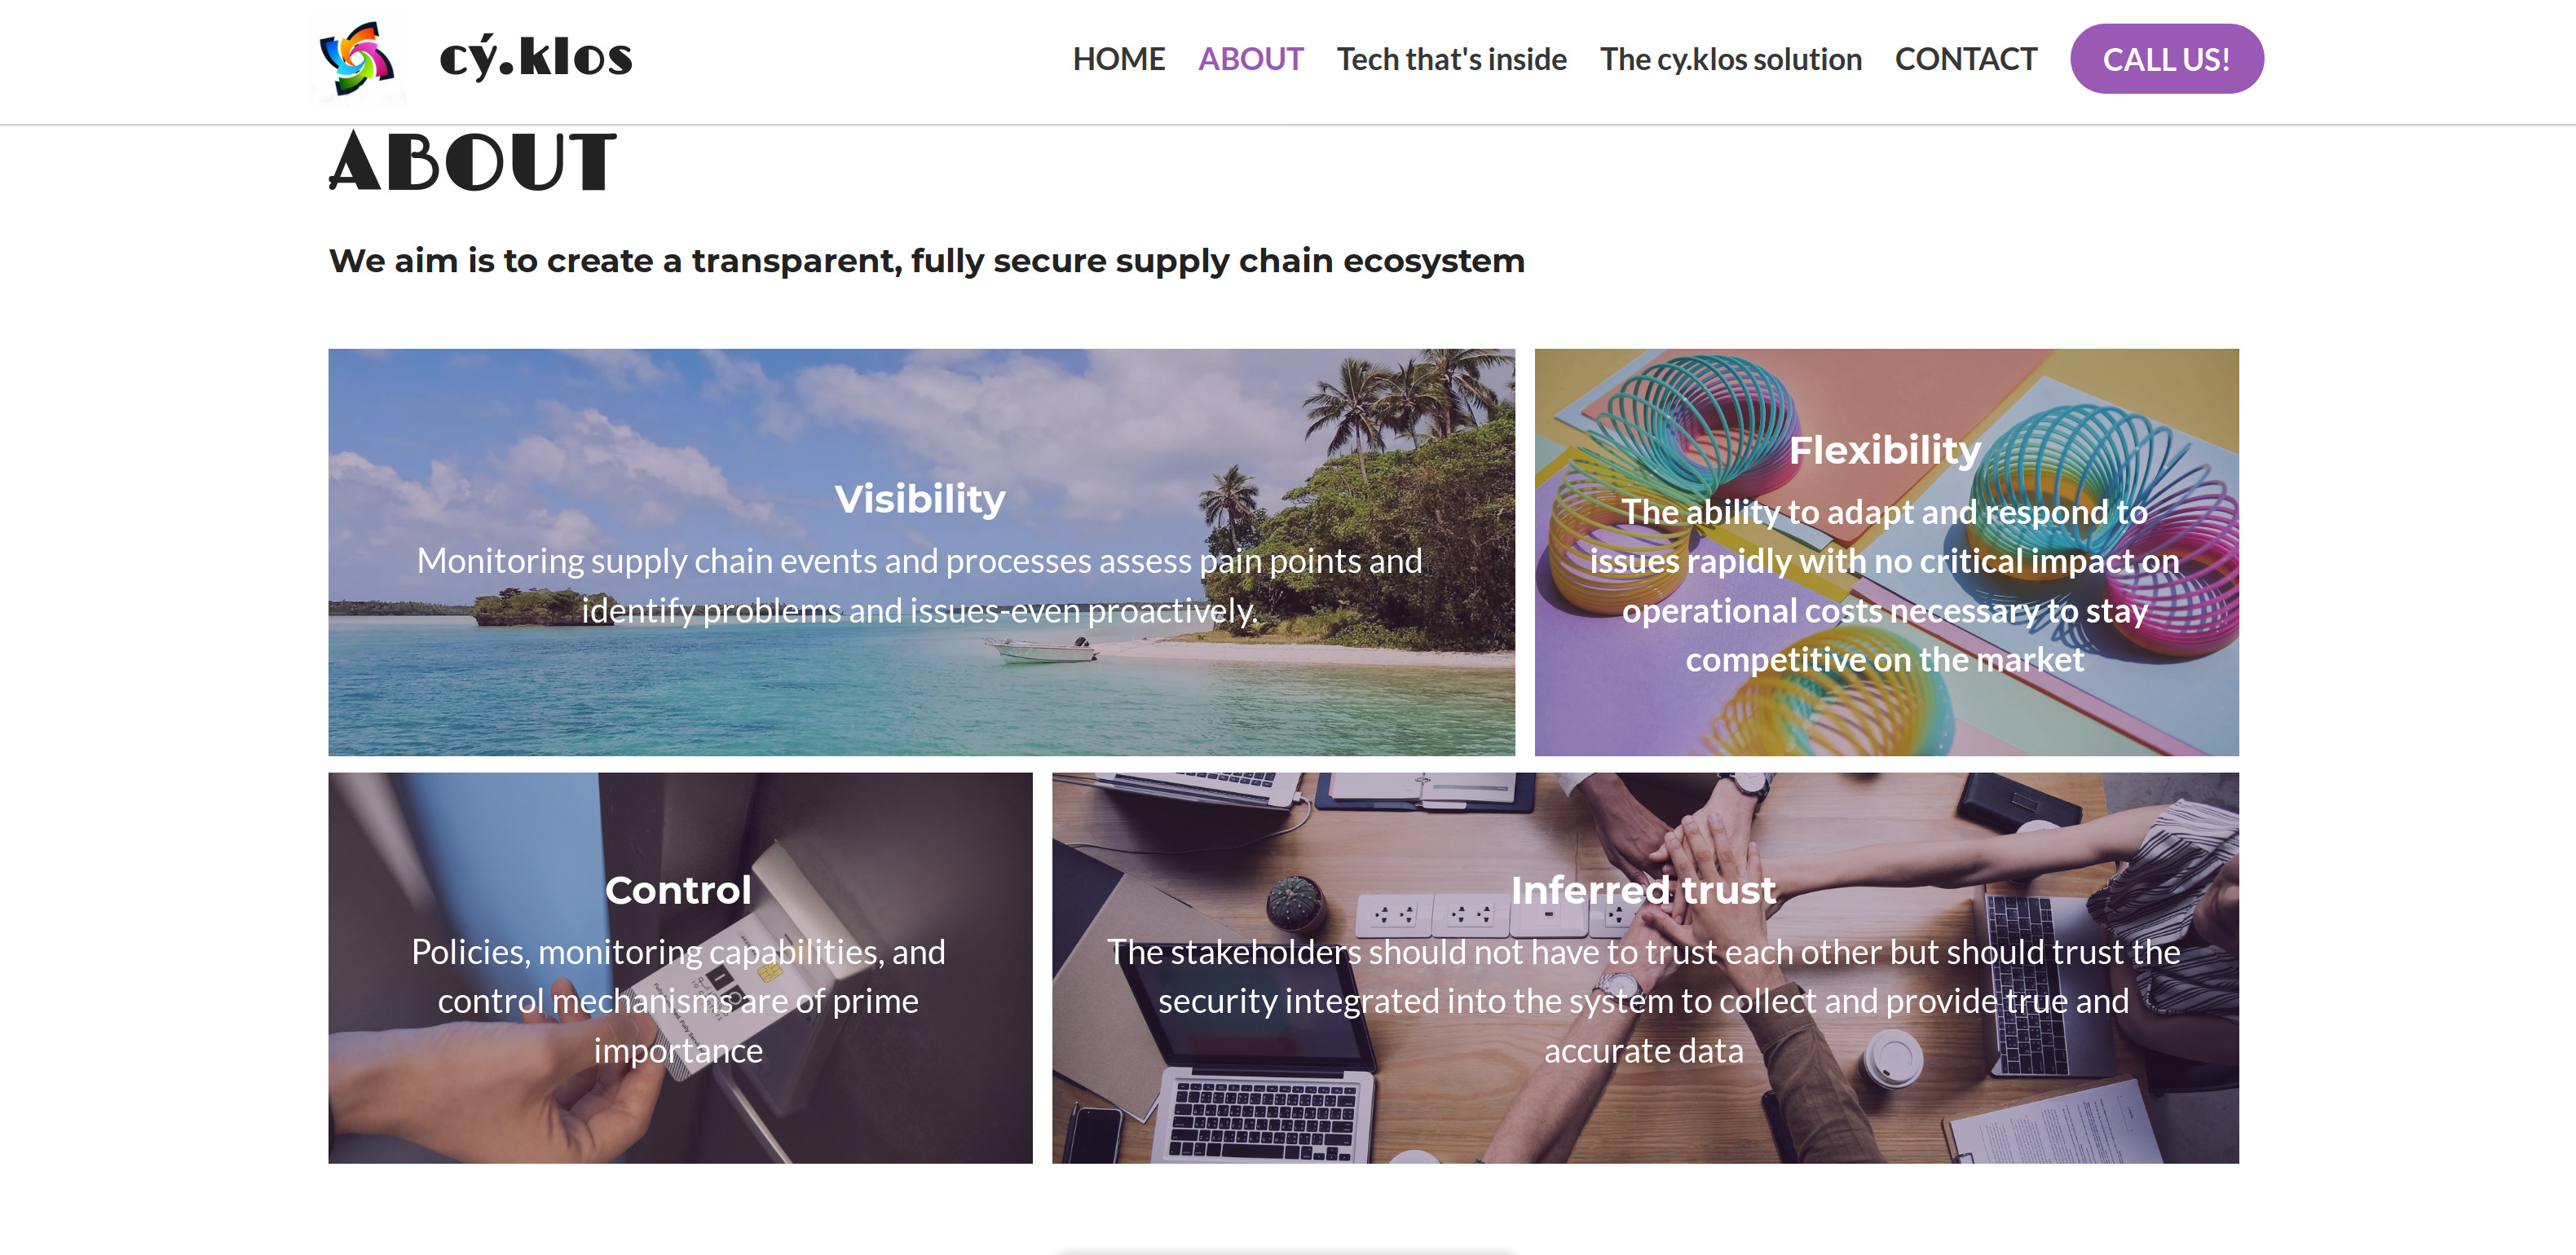 cý.klos
HOME ABOUT Tech that's inside The cy.klos solution CONTACT CALL US!
ABOUT
We aim is to create a transparent, fully secure supply chain ecosystem
Visibility
Monitoring supply chain events and processes assess pain points and
identify problems and issues-even proactively.
Flexibility
The ability to adapt and respond to
issues rapidly with no critical impact on
operational costs necessary to stay
competitive on the market
Control
Policies, monitoring capabilities, and
control mechanisms are of prime
importance
Inferred trust
The stakeholders should not have to trust each other but should trust the
security integrated into the system to collect and provide true and
accurate data